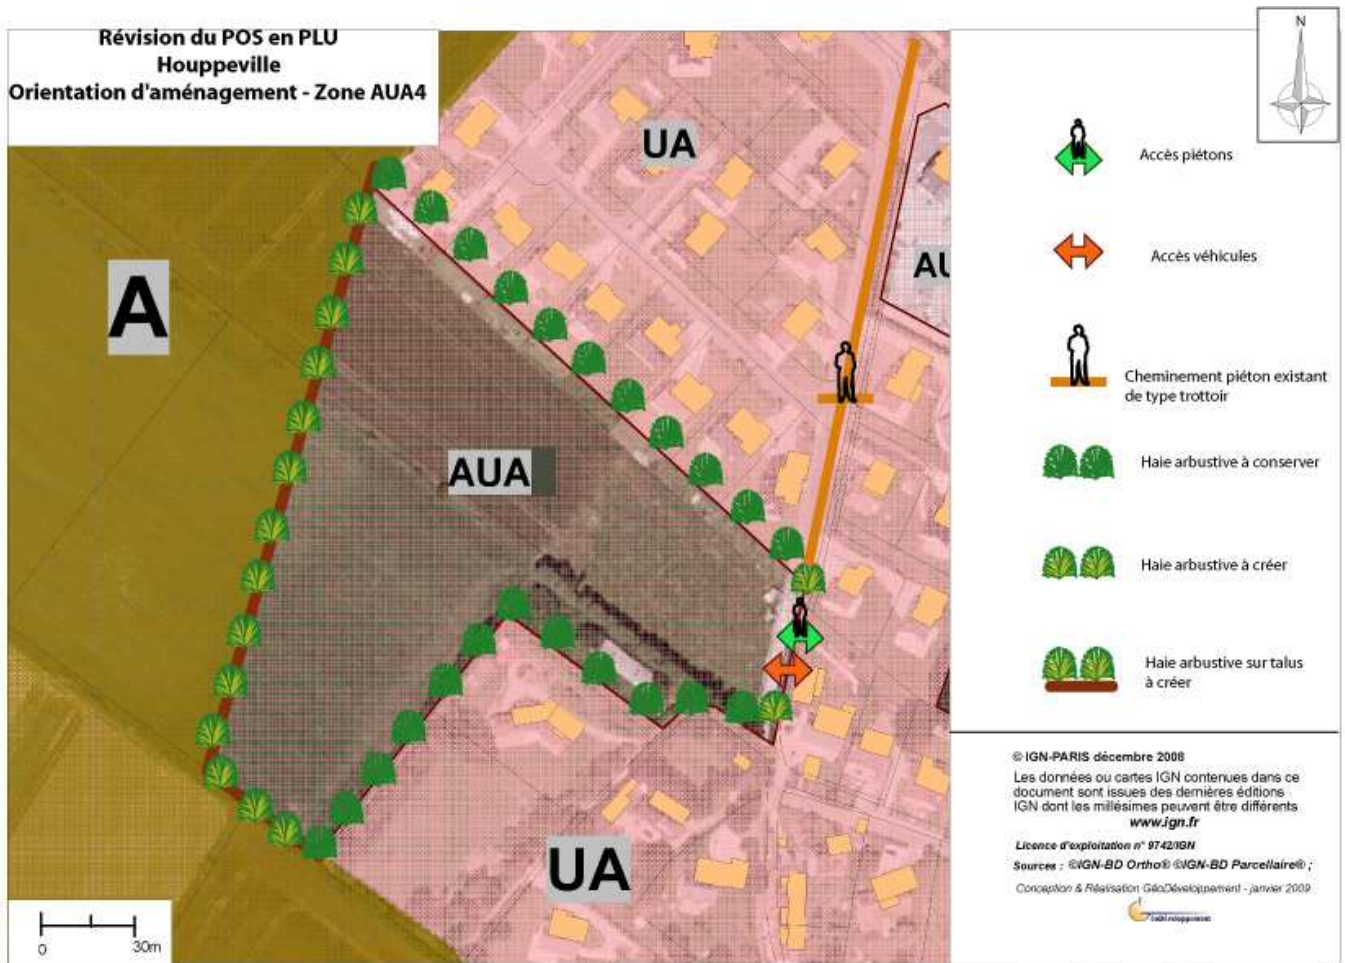 Révision du POS en PLU
Houppeville
Orientation d'aménagement - Zone AUA4
N
UA
A
AU
AUA
UA
0
30m
Accès piétons
Accès véhicules
Cheminement piéton existant
de type trottoir
Haie arbustive à conserver
Haie arbustive à créer
Haie arbustive sur talus
à créer
© IGN-PARIS décembre 2008
Les données ou cartes IGN contenues dans ce
document sont issues des dernières éditions
IGN dont les millésimes peuvent être différents
www.ign.fr
Licence d'exploitation n° 9742/IGN
Sources : ©IGN-BD Ortho® ©IGN-BD Parcellaire® ;
Conception & Réalisation GéoDéveloppement - janvier 2009